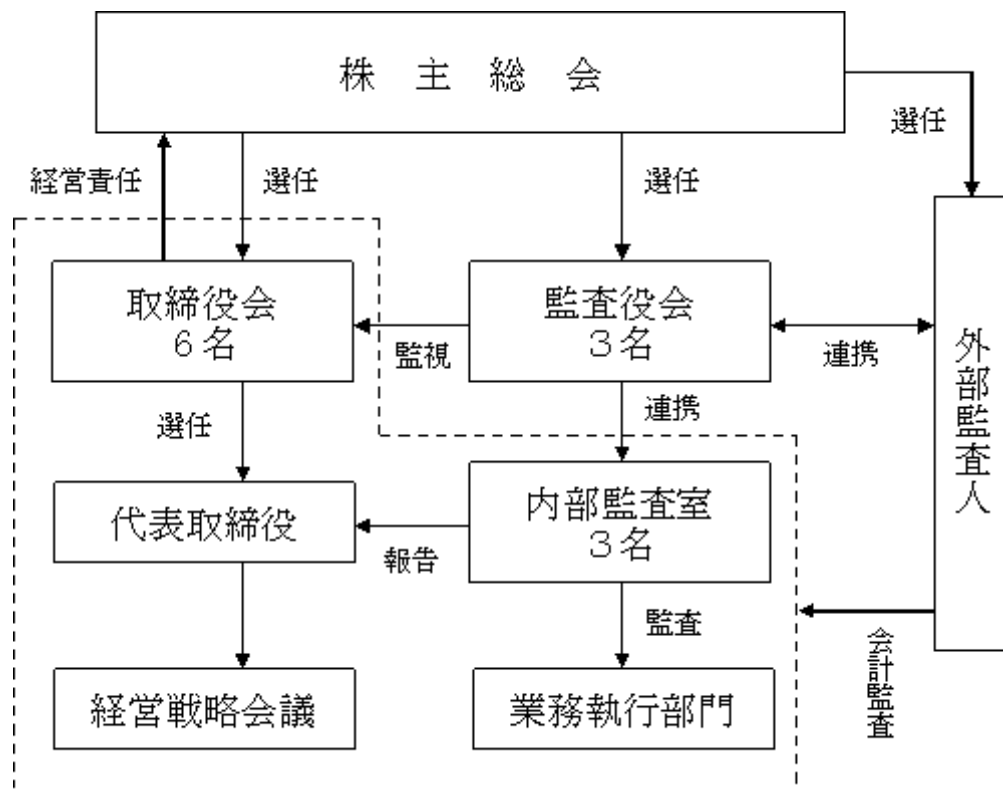 株主総会
選任
経営責任
選任
選任
取締役会
6名
監査役会
3名
監視
連携
外部監査人
選任
連携
代表取締役
内部監査室
3名
報告
監査
会計監査
経営戦略会議
業務執行部門